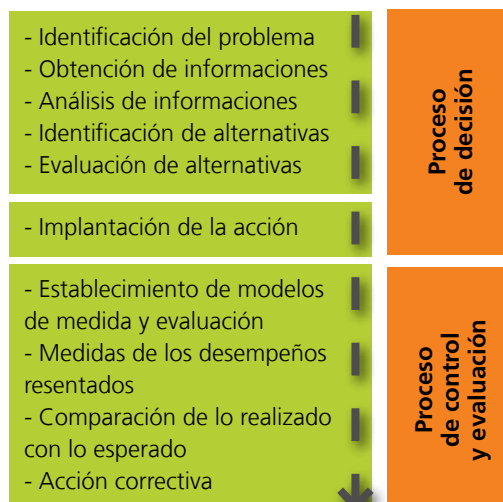 - Identificación del problema
- Obtención de informaciones
- Análisis de informaciones
- Identificación de alternativas
- Evaluación de alternativas
Proceso
de decisión
- Implantación de la acción
- Establecimiento de modelos
de medida y evaluación
- Medidas de los desempeños
resentados
- Comparación de lo realizado
con lo esperado
- Acción correctiva
Proceso
de control
y evaluación